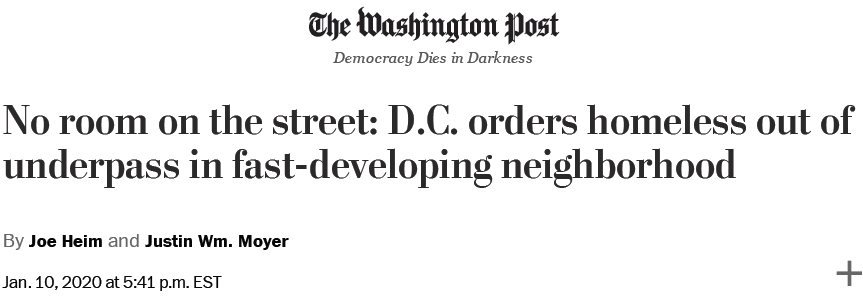 The Washington Post
Democracy Dies in Darkness
No room on the street: D.C. orders homeless out of
underpass in fast-developing neighborhood
By Joe Heim and Justin Wm. Moyer
Jan. 10, 2020 at 5:41 p.m. EST
+